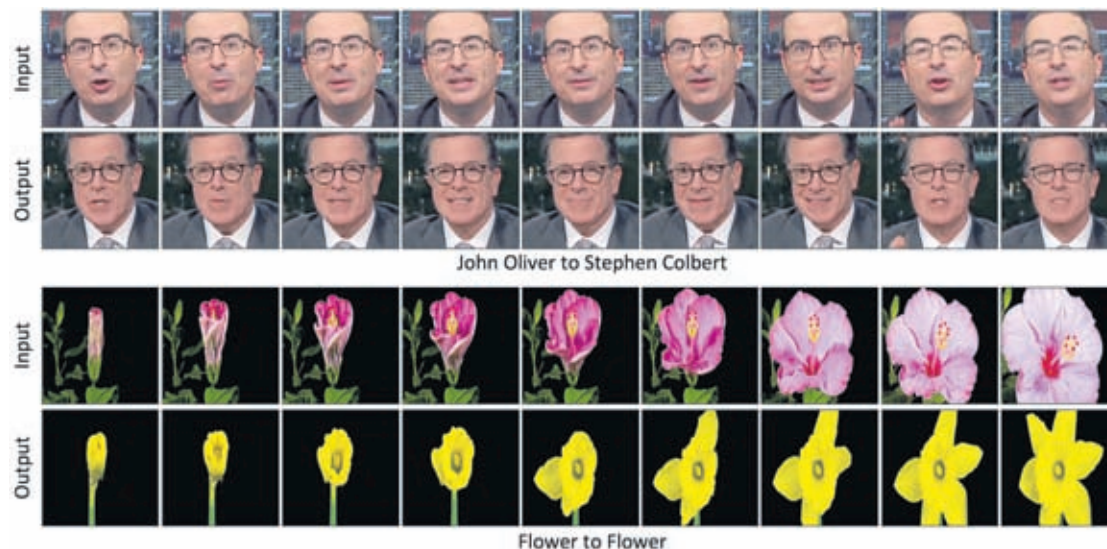 Input
Output
John Oliver to Stephen Colbert
Input
Output
Flower to Flower